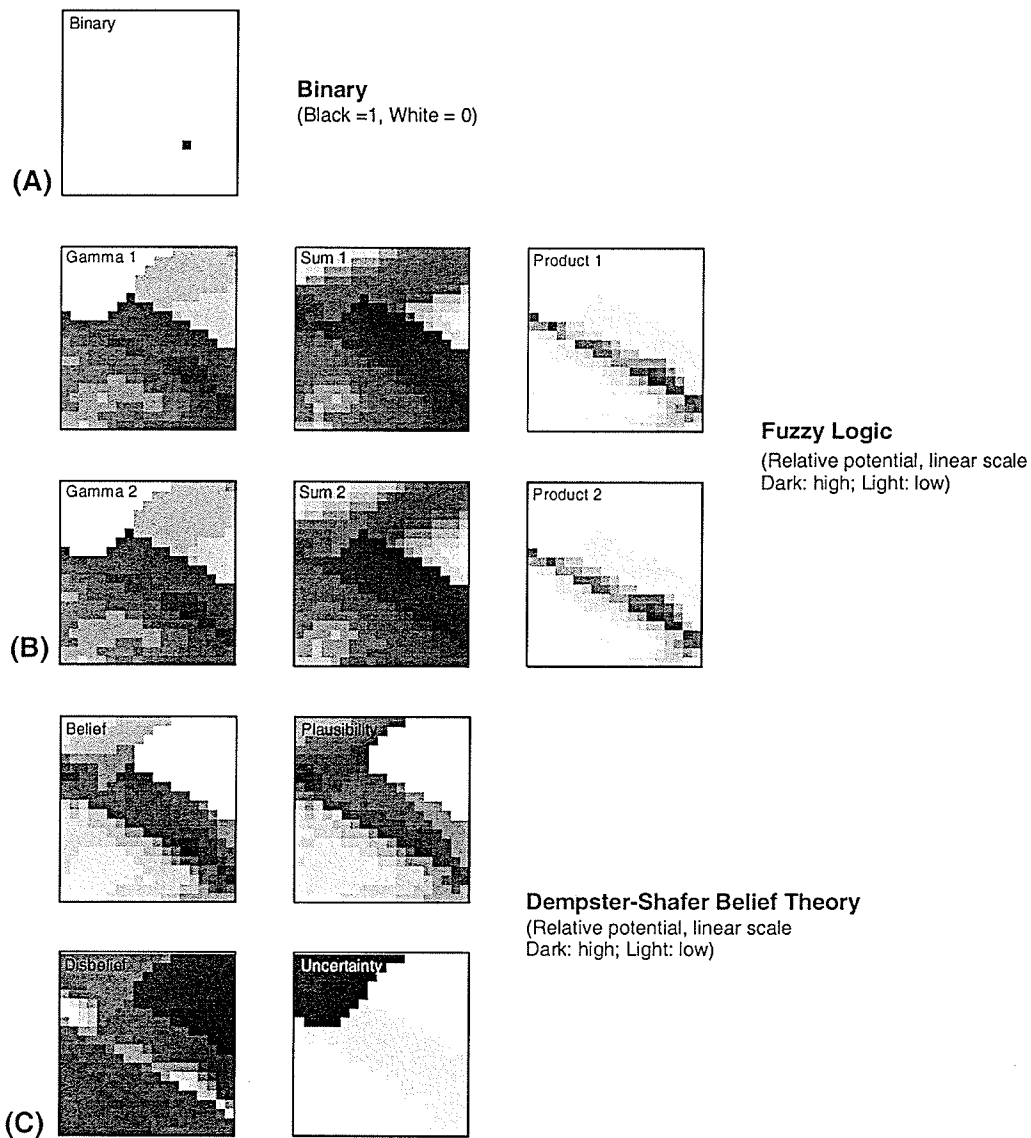 Binary
Binary
(Black =1, White = 0)
(A)
Gamma 1
Sum 1
Product 1
Fuzzy Logic
(Relative potential, linear scale
Dark: high; Light: low)
Gamma 2
Sum 2
Product 2
(B)
Belief
Plausibility
Dempster-Shafer Belief Theory
(Relative potential, linear scale
Dark: high; Light: low)
Disbelief
Uncertainty
(C)